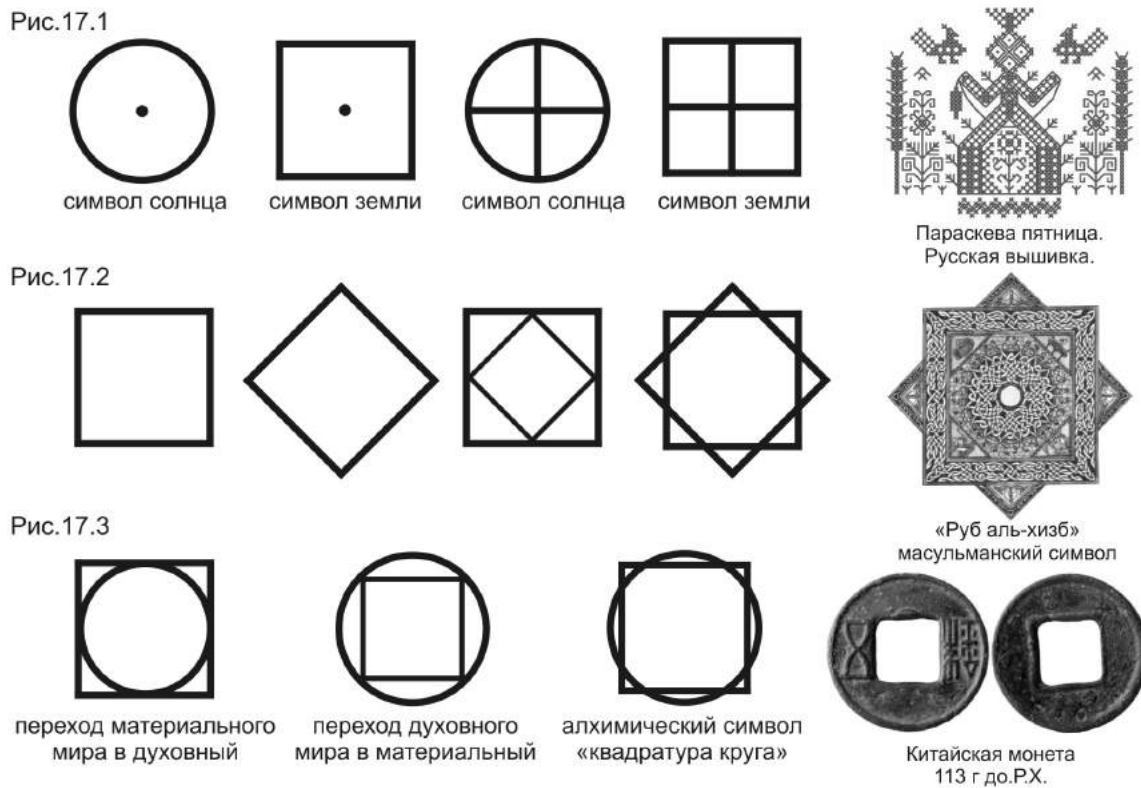 Рис.17.1
символ солнца
символ земли
символ солнца
символ земли
Параскева пятница.
Русская вышивка.
Рис.17.2
«Руб аль-хизб»
масульманский символ
Рис.17.3
переход материального
мира в духовный
переход духовного
мира в материальный
алхимический символ
«квадратура круга»
Китайская монета
113 г до.Р.Х.